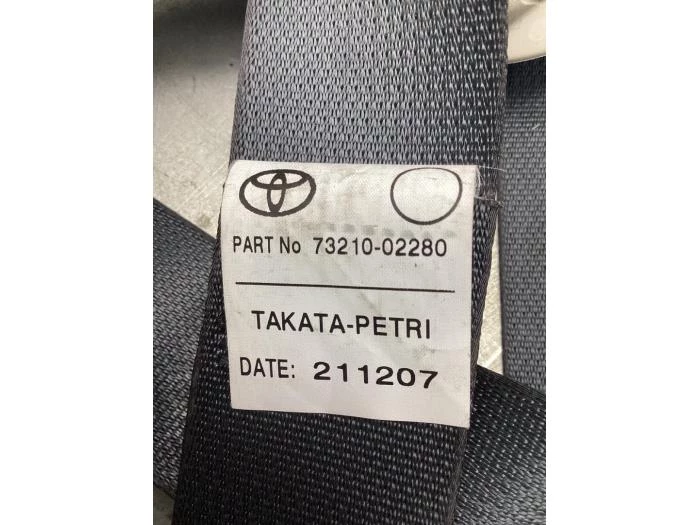 PART No 73210-02280
TAKATA-PETRI
DATE: 211207